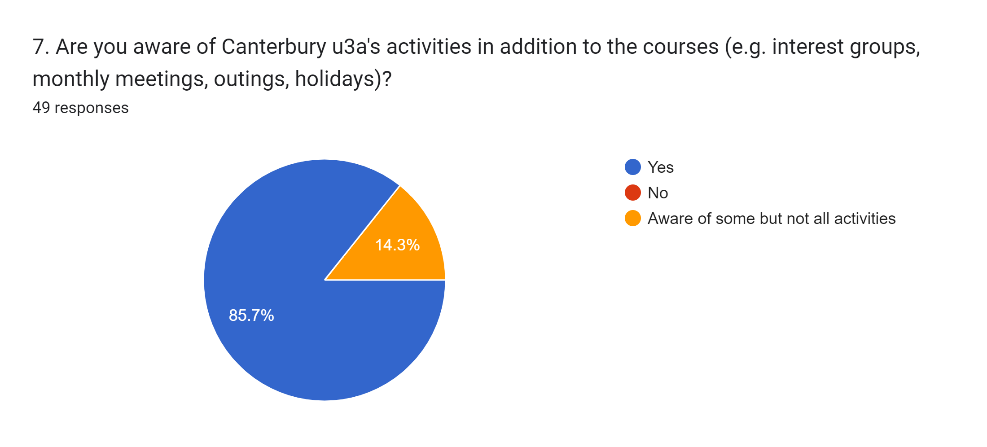 7. Are you aware of Canterbury u3a's activities in addition to the courses (e.g. interest groups,
monthly meetings, outings, holidays)?
49 responses
Yes
No
Aware of some but not all activities
14.3%
85.7%